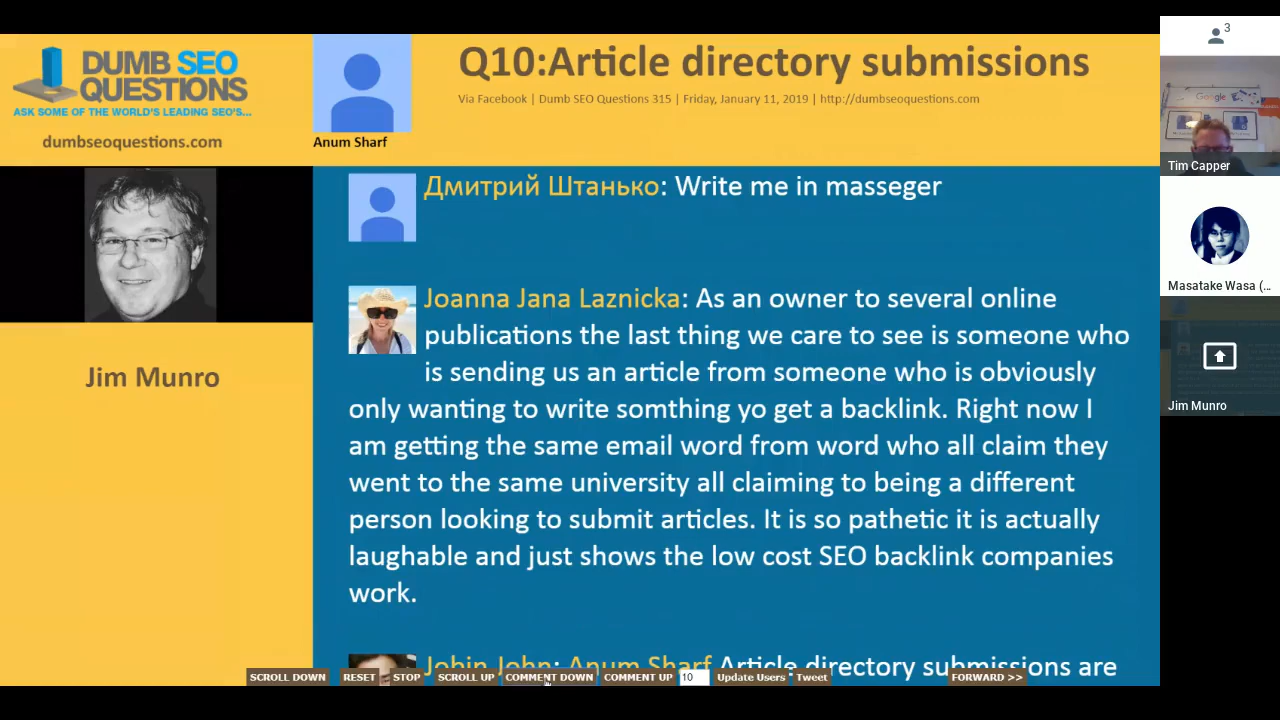 DUMB SEO
QUESTIONS
ASK SOME OF THE WORLD'S LEADING SEO'S...
dumbseoquestions.com
Anum Sharf
Q10:Article directory submissions
Via Facebook | Dumb SEO Questions 315 | Friday, January 11, 2019 | http://dumbseoquestions.com
Jim Munro
Дмитрий Штанько: Write me in masseger
Joanna Jana Laznicka: As an owner to several online
publications the last thing we care to see is someone who
is sending us an article from someone who is obviously
only wanting to write somthing yo get a backlink. Right now I
am getting the same email word from word who all claim they
went to the same university all claiming to being a different
person looking to submit articles. It is so pathetic it is actually
laughable and just shows the low cost SEO backlink companies
work.
Jobin John: Anum Sharf Article directory submissions are
SCROLL DOWN RESET STOP SCROLL UP COMMENT DOWN COMMENT UP 10 Update Users Tweet FORWARD >>
3
Google
Tim Capper
Masatake Wasa (...
Jim Munro